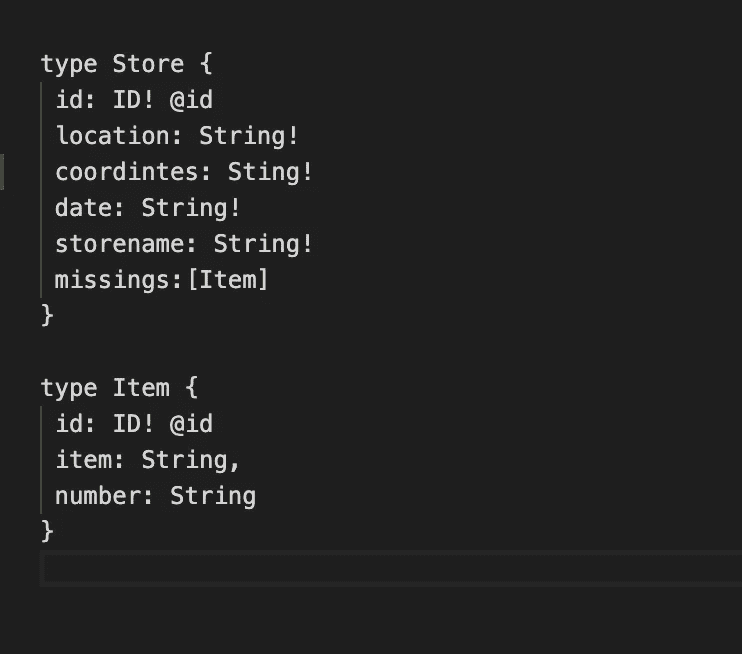 type Store {
id: ID! @id
location: String!
coordintes: Sting!
date: String!
storename: String!
missings:[Item]
}
type Item {
id: ID! @id
item: String,
number: String
}